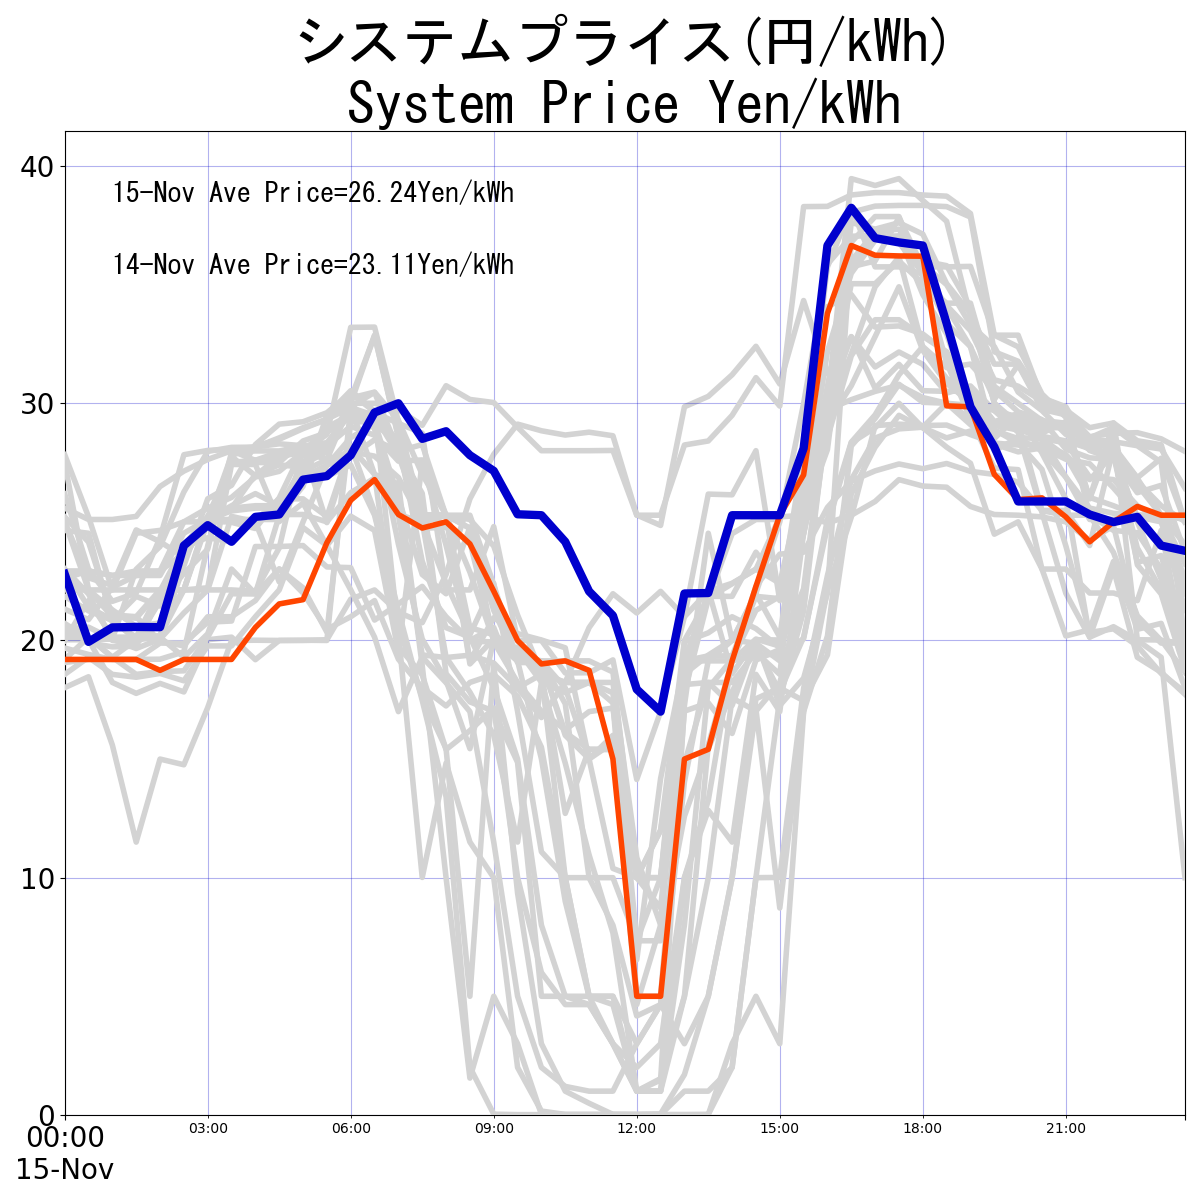 システムプライス(円/kWh)
System Price Yen/kWh
40
15-Nov Ave Price=26.24Yen/kWh
14-Nov Ave Price=23.11Yen/kWh
30
20
10
0
00:00 03:00 06:00 09:00 12:00 15:00 18:00 21:00
15-Nov